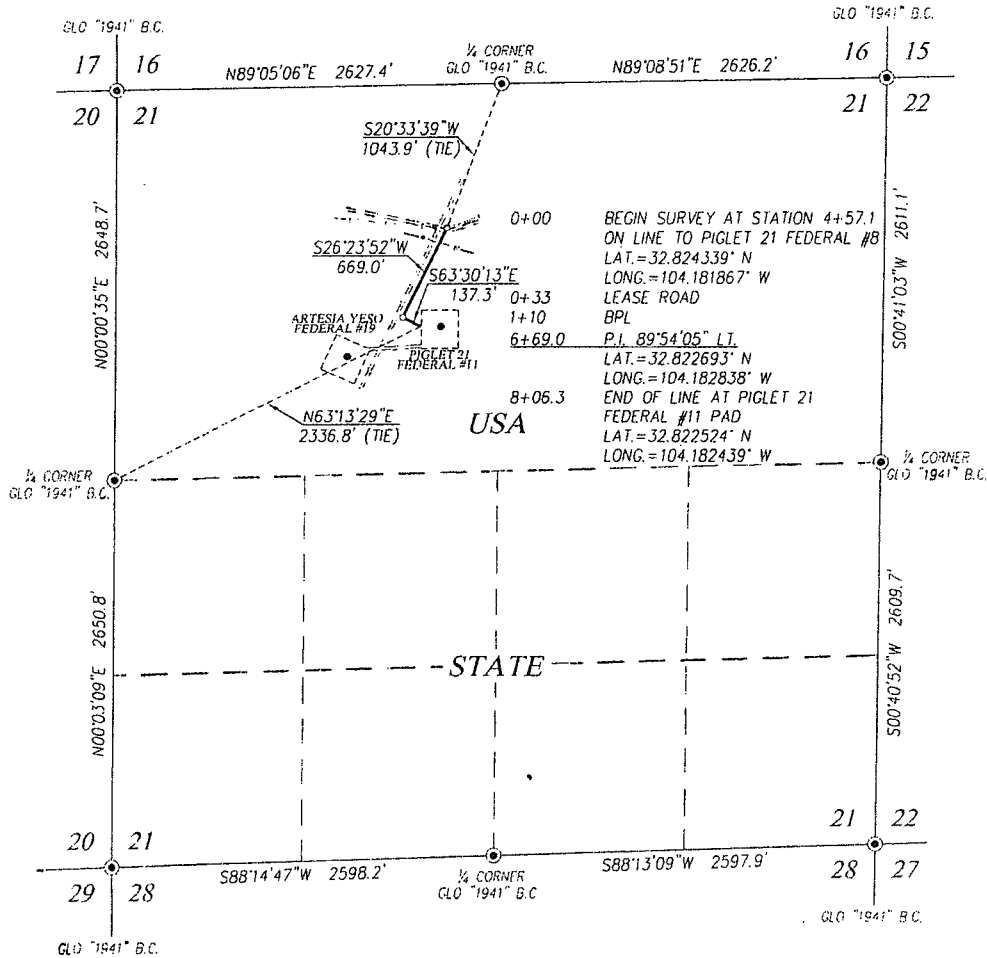 GLO "1941" B.C.
GLO "1941" B.C.
17 16
N89°05'06"E 2627.4'
¼ CORNER
GLO "1941" B.C.
N89°08'51"E 2626.2'
16 15
20 21
21 22
S20°33'39"W
1043.9' (TIE)
N00°00'35"E 2648.7'
S00°41'03"W 2611.1'
S26°23'52"W
669.0'
S63°30'13"E
137.3'
ARTESIA YESO
FEDERAL #19
PIGLET 21
FEDERAL #11
N63°13'29"E
2336.8' (TIE)
0+00 BEGIN SURVEY AT STATION 4+57.1
ON LINE TO PIGLET 21 FEDERAL #8
LAT.=32.824339° N
LONG.=104.181867° W
0+33 LEASE ROAD
1+10 BPL
6+69.0 P.I. 89°54'05" LT.
LAT.=32.822693° N
LONG.=104.182838° W
8+06.3 END OF LINE AT PIGLET 21
FEDERAL #11 PAD
LAT.=32.822524° N
LONG.=104.182439° W
USA
¼ CORNER
GLO "1941" B.C.
¼ CORNER
GLO "1941" B.C.
N00°03'09"E 2650.8'
STATE
S00°40'52"W 2609.7'
20 21
21 22
S88°14'47"W 2598.2'
¼ CORNER
GLO "1941" B.C
S88°13'09"W 2597.9'
29 28
28 27
GLO "1941" B.C.
GLO "1941" B.C.